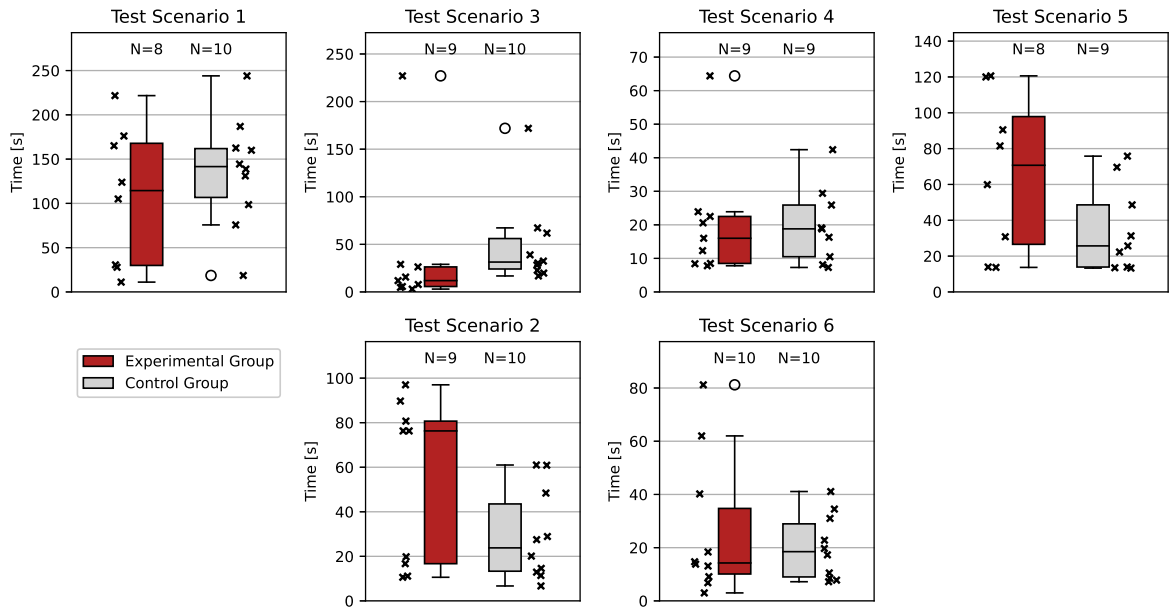 Test Scenario 1
N=8 N=10
250
200
150
100
50
0
Time [s]
Test Scenario 3
N=9 N=10
250
200
150
100
50
0
Time [s]
Test Scenario 4
N=9 N=9
70
60
50
40
30
20
10
0
Time [s]
Test Scenario 5
N=8 N=9
140
120
100
80
60
40
20
0
Time [s]
Experimental Group
Control Group
Test Scenario 2
N=9 N=10
100
80
60
40
20
0
Time [s]
Test Scenario 6
N=10 N=10
80
60
40
20
0
Time [s]